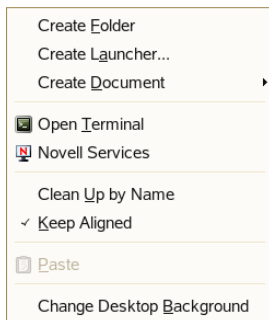 Create Folder
Create Launcher...
Create Document
Open Terminal
Novell Services
Clean Up by Name
Keep Aligned
Paste
Change Desktop Background